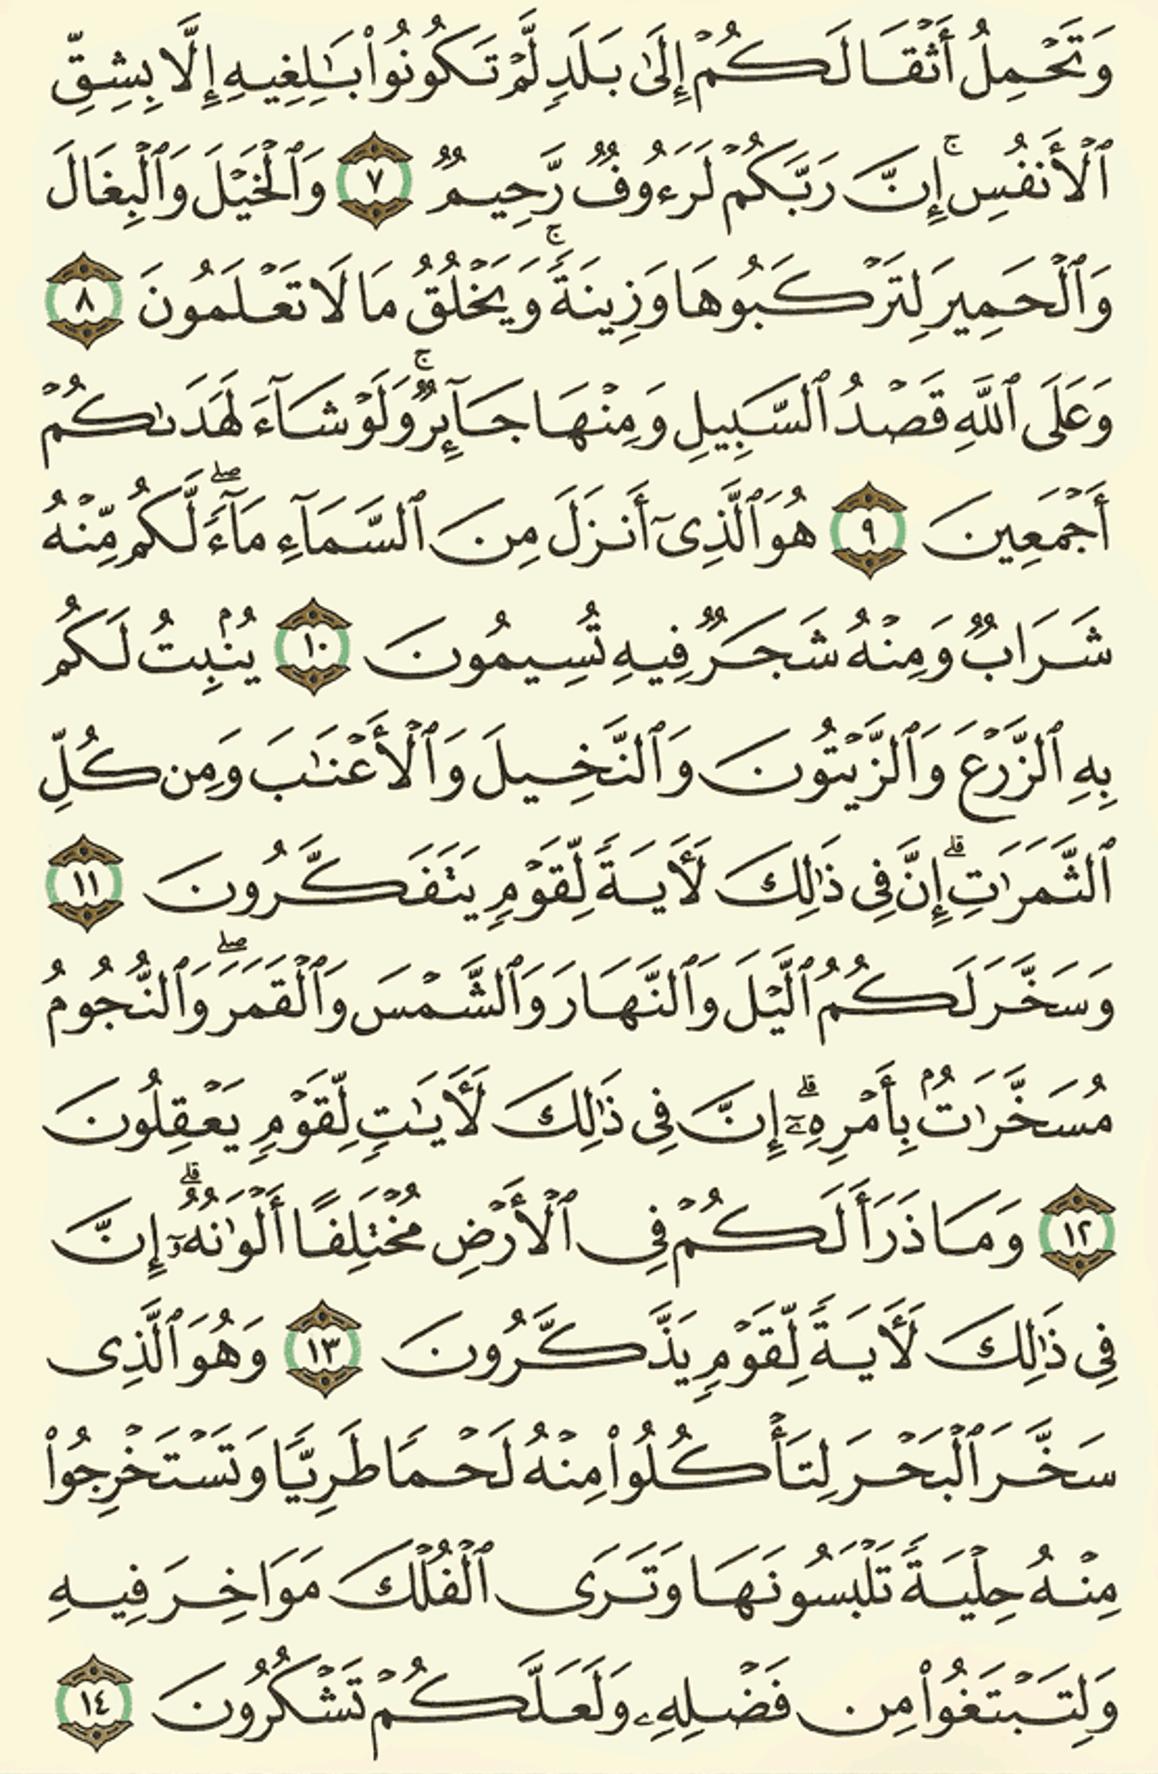 وَتَحْمِلُ أَثْقَالَكُمْ إِلَىٰ بَلَدٍ لَّمْ تَكُونُوا۟ بَـٰلِغِيهِ إِلَّا بِشِقِّ
ٱلْأَنفُسِ ۚ إِنَّ رَبَّكُمْ لَرَءُوفٌ رَّحِيمٌ ٧ وَٱلْخَيْلَ وَٱلْبِغَالَ
وَٱلْحَمِيرَ لِتَرْكَبُوهَا وَزِينَةً ۚ وَيَخْلُقُ مَا لَا تَعْلَمُونَ ٨
وَعَلَى ٱللَّهِ قَصْدُ ٱلسَّبِيلِ وَمِنْهَا جَآئِرٌ ۚ وَلَوْ شَآءَ لَهَدَىٰكُمْ
أَجْمَعِينَ ٩ هُوَ ٱلَّذِىٓ أَنزَلَ مِنَ ٱلسَّمَآءِ مَآءً ۖ لَّكُم مِّنْهُ
شَرَابٌ وَمِنْهُ شَجَرٌ فِيهِ تُسِيمُونَ ١٠ يُنۢبِتُ لَكُم
بِهِ ٱلزَّرْعَ وَٱلزَّيْتُونَ وَٱلنَّخِيلَ وَٱلْأَعْنَـٰبَ وَمِن كُلِّ
ٱلثَّمَرَٰتِ ۗ إِنَّ فِى ذَٰلِكَ لَـَٔايَةً لِّقَوْمٍ يَتَفَكَّرُونَ ١١
وَسَخَّرَ لَكُمُ ٱلَّيْلَ وَٱلنَّهَارَ وَٱلشَّمْسَ وَٱلْقَمَرَ ۖ وَٱلنُّجُومُ
مُسَخَّرَٰتٌۢ بِأَمْرِهِۦٓ ۗ إِنَّ فِى ذَٰلِكَ لَـَٔايَـٰتٍ لِّقَوْمٍ يَعْقِلُونَ
١٢ وَمَا ذَرَأَ لَكُمْ فِى ٱلْأَرْضِ مُخْتَلِفًا أَلْوَٰنُهُۥٓ ۗ إِنَّ
فِى ذَٰلِكَ لَـَٔايَةً لِّقَوْمٍ يَذَّكَّرُونَ ١٣ وَهُوَ ٱلَّذِى
سَخَّرَ ٱلْبَحْرَ لِتَأْكُلُوا۟ مِنْهُ لَحْمًا طَرِيًّا وَتَسْتَخْرِجُوا۟
مِنْهُ حِلْيَةً تَلْبَسُونَهَا وَتَرَى ٱلْفُلْكَ مَوَاخِرَ فِيهِ
وَلِتَبْتَغُوا۟ مِن فَضْلِهِۦ وَلَعَلَّكُمْ تَشْكُرُونَ ١٤